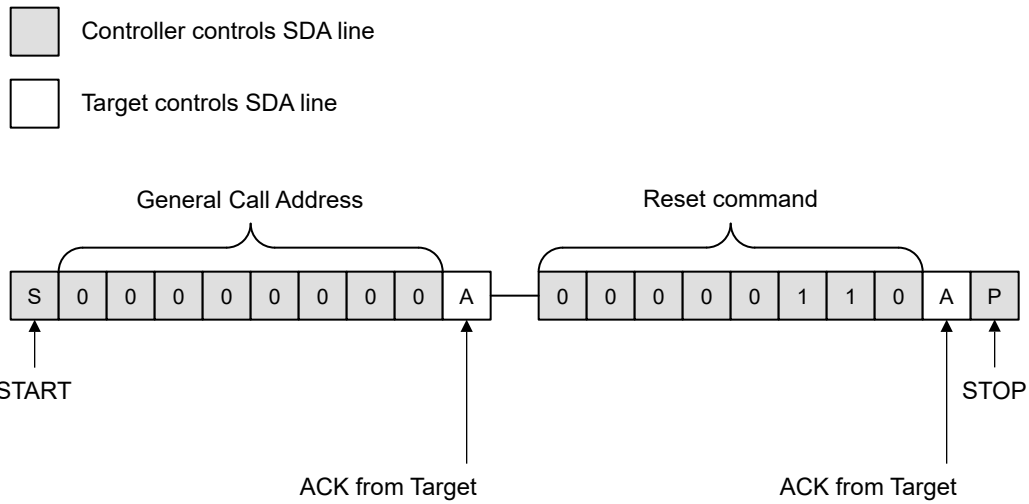 Controller controls SDA line
Target controls SDA line
General Call Address
Reset command
S 0 0 0 0 0 0 0 0 A 0 0 0 0 0 1 1 0 A P
START
STOP
ACK from Target
ACK from Target